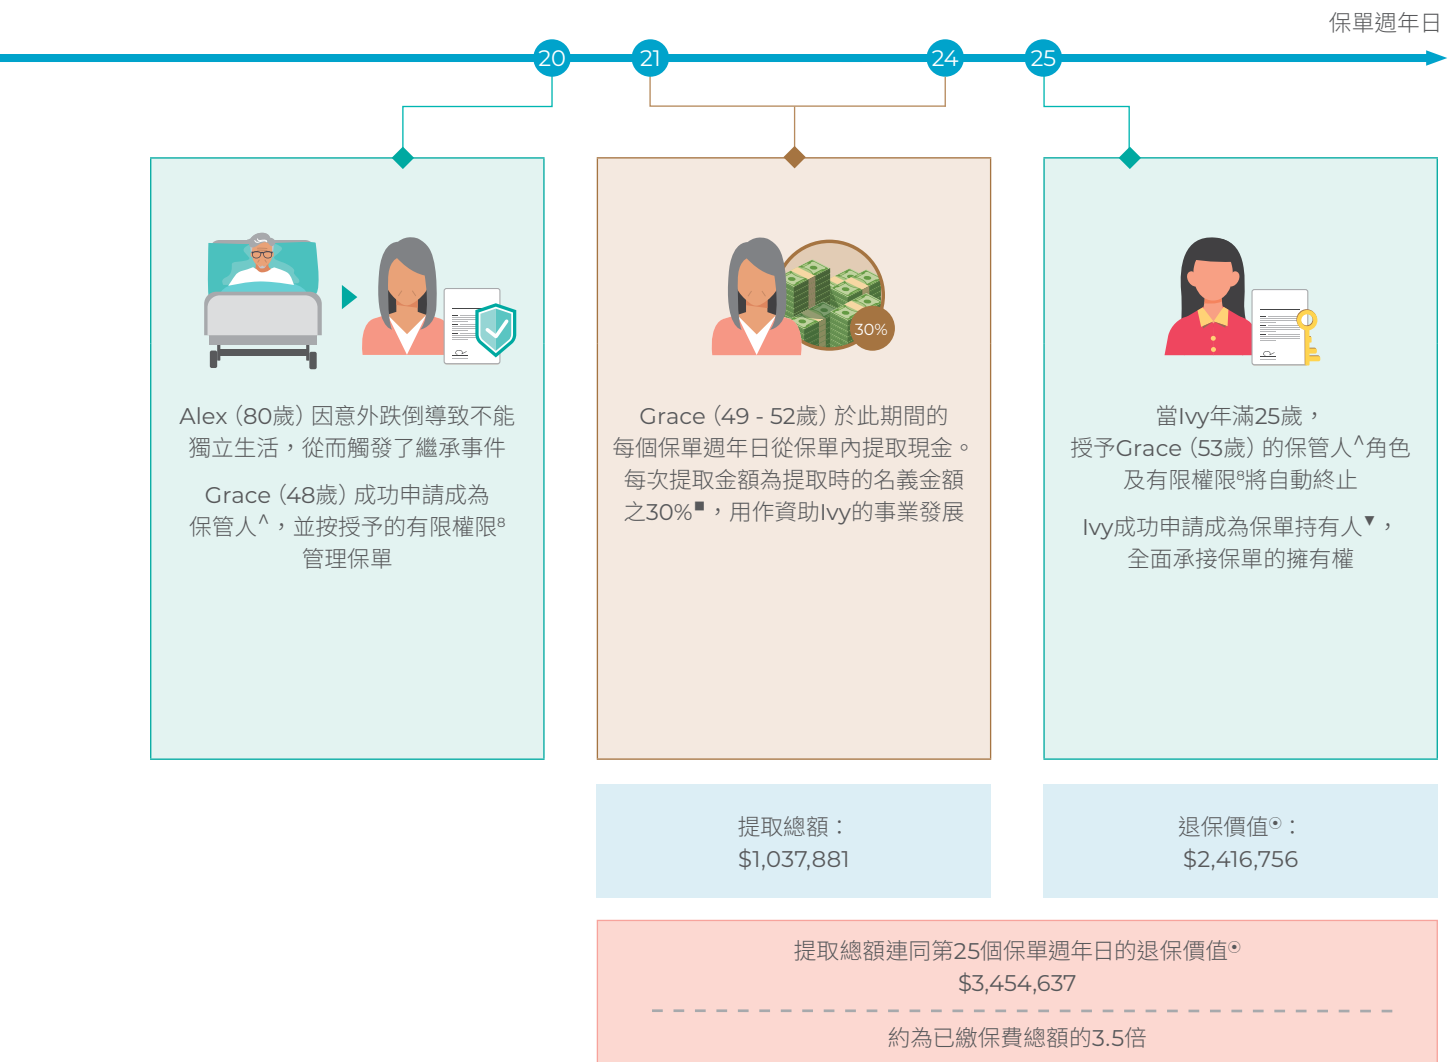 保單週年日
20
21
24
25
30%
Alex（80歲）因意外跌倒導致不能
獨立生活，從而觸發了繼承事件
Grace（48歲）成功申請成為
保管人^，並按授予的有限權限⁸
管理保單
Grace（49 - 52歲）於此期間的
每個保單週年日從保單內提取現金。
每次提取金額為提取時的名義金額
之30%■，用作資助Ivy的事業發展
當Ivy年滿25歲，
授予Grace（53歲）的保管人^角色
及有限權限⁸將自動終止
Ivy成功申請成為保單持有人▼，
全面承接保單的擁有權
提取總額：
$1,037,881
退保價值⦿：
$2,416,756
提取總額連同第25個保單週年日的退保價值⦿
$3,454,637
約為已繳保費總額的3.5倍